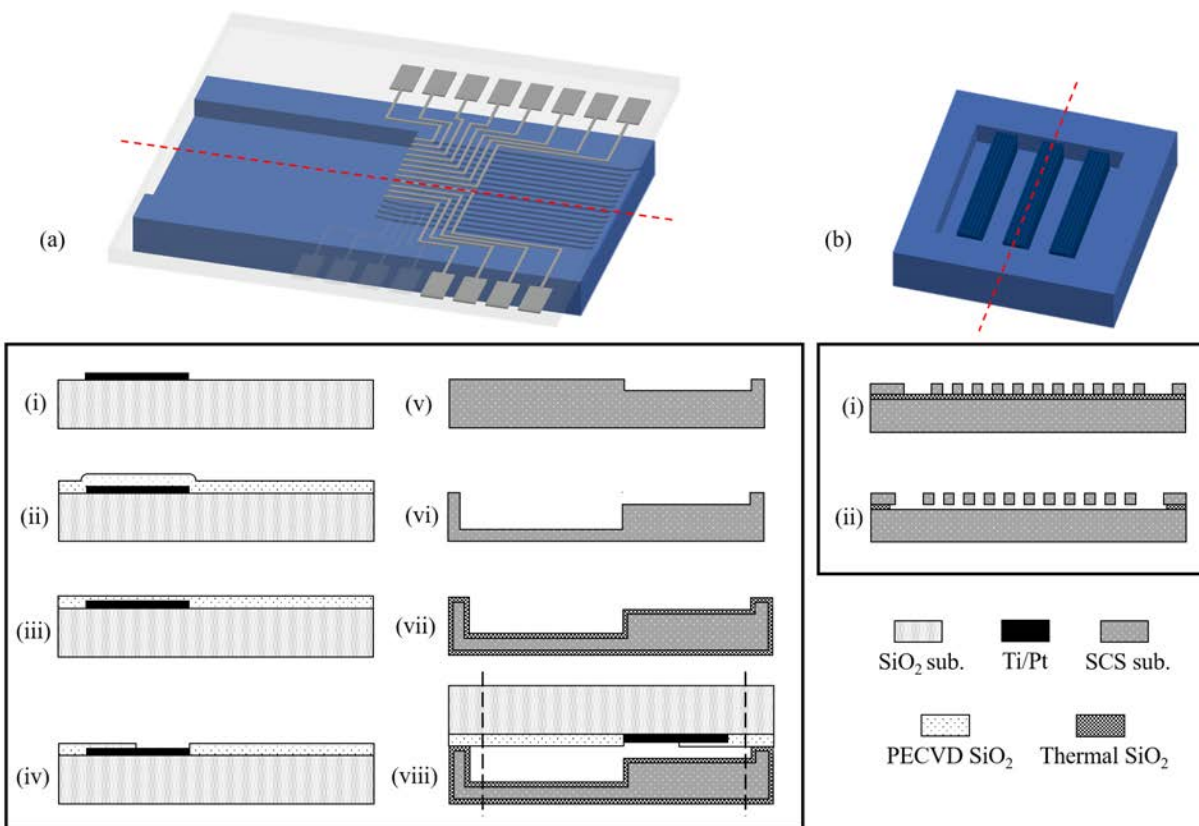 (a)
(b)
(i)
(ii)
(iii)
(iv)
(v)
(vi)
(vii)
(viii)
(i)
(ii)
SiO₂ sub.
Ti/Pt
SCS sub.
PECVD SiO₂
Thermal SiO₂